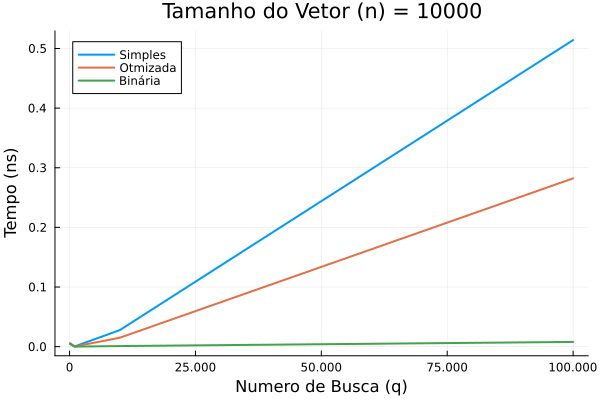 Tamanho do Vetor (n) = 10000
Simples
Otmizada
Binária
Tempo (ns)
0.5
0.4
0.3
0.2
0.1
0.0
0 25.000 50.000 75.000 100.000
Numero de Busca (q)